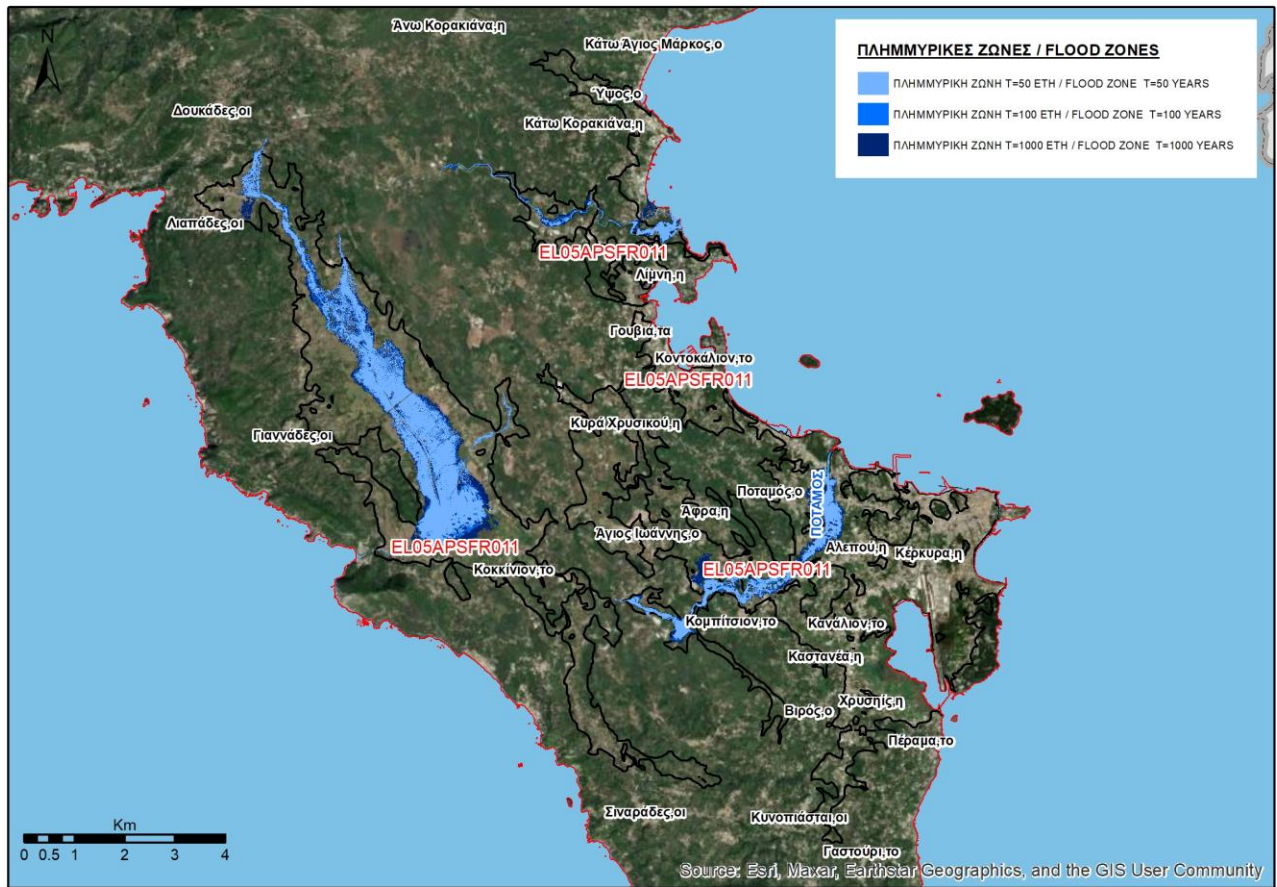 Άνω Κορακιάνα,η
Κάτω Άγιος Μάρκος,ο
N
ΠΛΗΜΜΥΡΙΚΕΣ ΖΩΝΕΣ / FLOOD ZONES
ΠΛΗΜΜΥΡΙΚΗ ΖΩΝΗ T=50 ΕΤΗ / FLOOD ZONE T=50 YEARS
ΠΛΗΜΜΥΡΙΚΗ ΖΩΝΗ T=100 ΕΤΗ / FLOOD ZONE T=100 YEARS
ΠΛΗΜΜΥΡΙΚΗ ΖΩΝΗ T=1000 ΕΤΗ / FLOOD ZONE T=1000 YEARS
Ύψος,ο
Δουκάδες,οι
Κάτω Κορακιάνα,η
Λιαπάδες,οι
EL05APSFR011
Λίμνη,η
Γουβιά,τα
Κοντοκάλιον,το
EL05APSFR011
Κυρά Χρυσικού,η
Γιαννάδες,οι
Ποταμός,ο
ΠΟΤΑΜΟΣ
Άφρα,η
Άγιος Ιωάννης,ο
EL05APSFR011
Αλεπού,η
Κέρκυρα,η
Κοκκίνιον,το
EL05APSFR011
Κομπίτσιον,το
Κανάλιον,το
Καστανέα,η
Χρυσηίς,η
Βιρός,ο
Πέραμα,το
Σιναράδες,οι
Κυνοπιάσται,οι
Γαστούρι,το
Km
0 0.5 1 2 3 4
Source: Esri, Maxar, Earthstar Geographics, and the GIS User Community